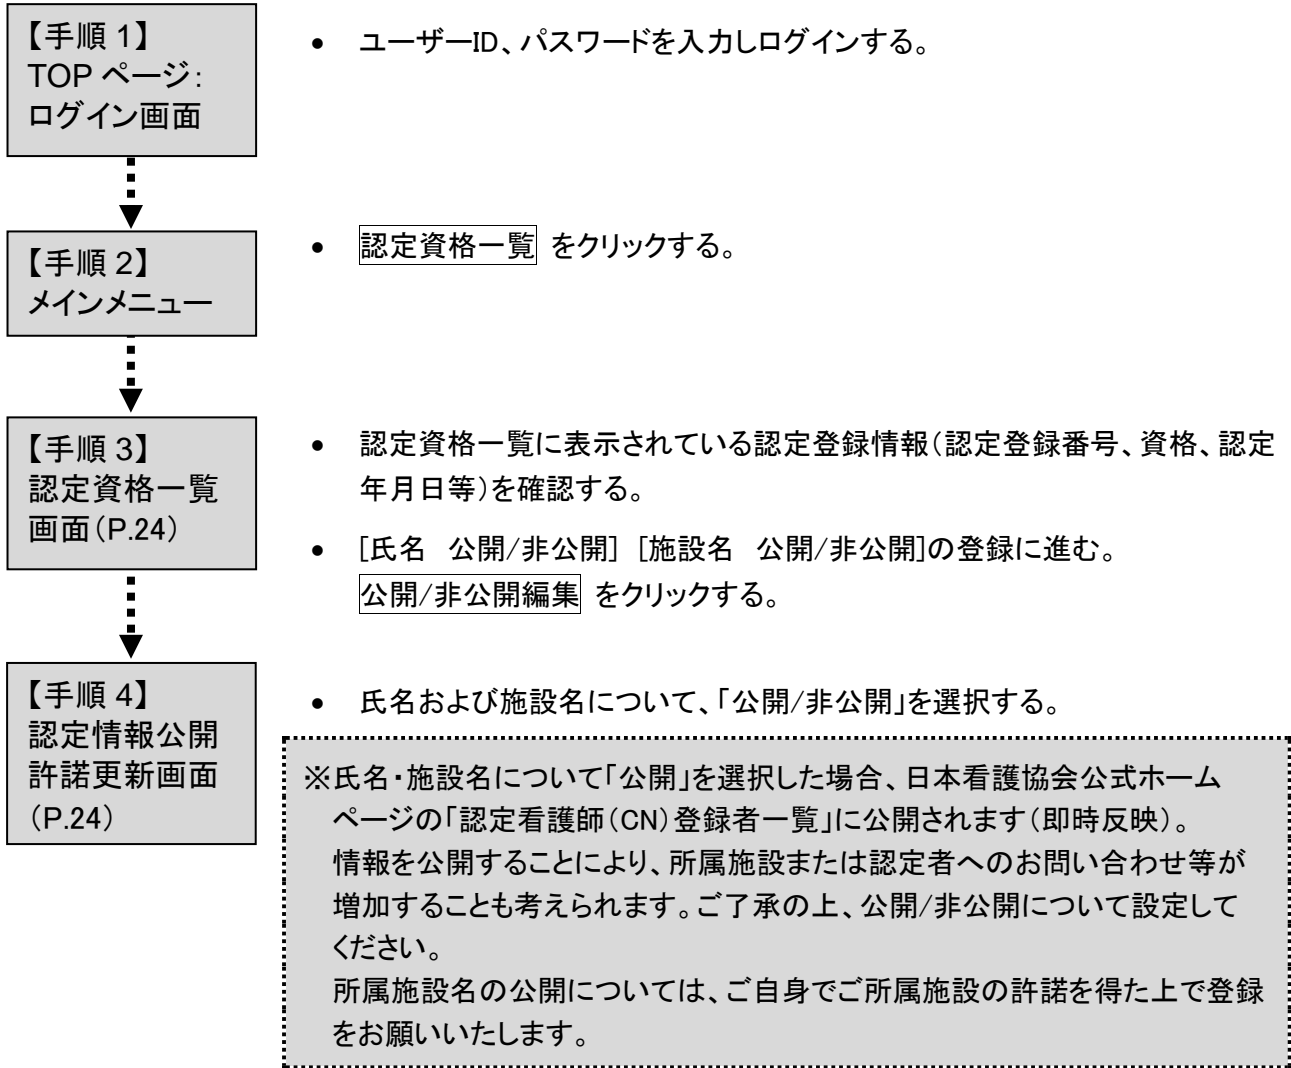 【手順 1】
TOP ページ:
ログイン画面
• ユーザーID、パスワードを入力しログインする。
【手順 2】
メインメニュー
• 認定資格一覧 をクリックする。
【手順 3】
認定資格一覧
画面(P.24)
• 認定資格一覧に表示されている認定登録情報(認定登録番号、資格、認定
年月日等)を確認する。
• [氏名 公開/非公開] [施設名 公開/非公開]の登録に進む。
公開/非公開編集 をクリックする。
【手順 4】
認定情報公開
許諾更新画面
(P.24)
• 氏名および施設名について、「公開/非公開」を選択する。
※氏名・施設名について「公開」を選択した場合、日本看護協会公式ホーム
ページの「認定看護師(CN)登録者一覧」に公開されます(即時反映)。
情報を公開することにより、所属施設または認定者へのお問い合わせ等が
増加することも考えられます。ご了承の上、公開/非公開について設定して
ください。
所属施設名の公開については、ご自身でご所属施設の許諾を得た上で登録
をお願いいたします。